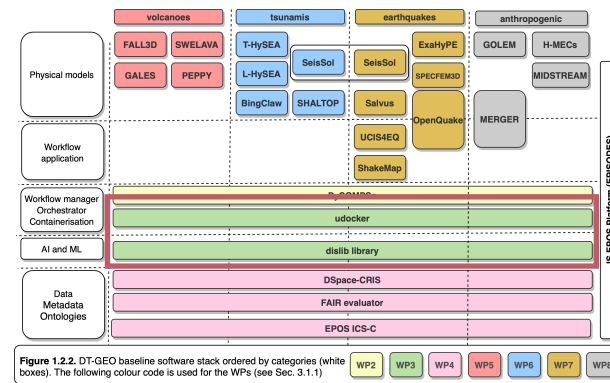 volcanoes tsunamis earthquakes anthropogenic
Physical models
FALL3D SWELAVA T-HySEA SeisSol SeisSol ExaHyPE GOLEM H-MECs
GALES PEPPY L-HySEA SPECFEM3D MIDSTREAM
BingClaw SHALTOP Salvus OpenQuake MERGER
Workflow
application
UCIS4EQ
ShakeMap
Workflow manager
Orchestrator
Containerisation
udocker
AI and ML
dislib library
Data
Metadata
Ontologies
DSpace-CRIS
FAIR evaluator
EPOS ICS-C
IS EPOS Platform (EPISODES)
Figure 1.2.2. DT-GEO baseline software stack ordered by categories (white
boxes). The following colour code is used for the WPs (see Sec. 3.1.1)
WP2 WP3 WP4 WP5 WP6 WP7